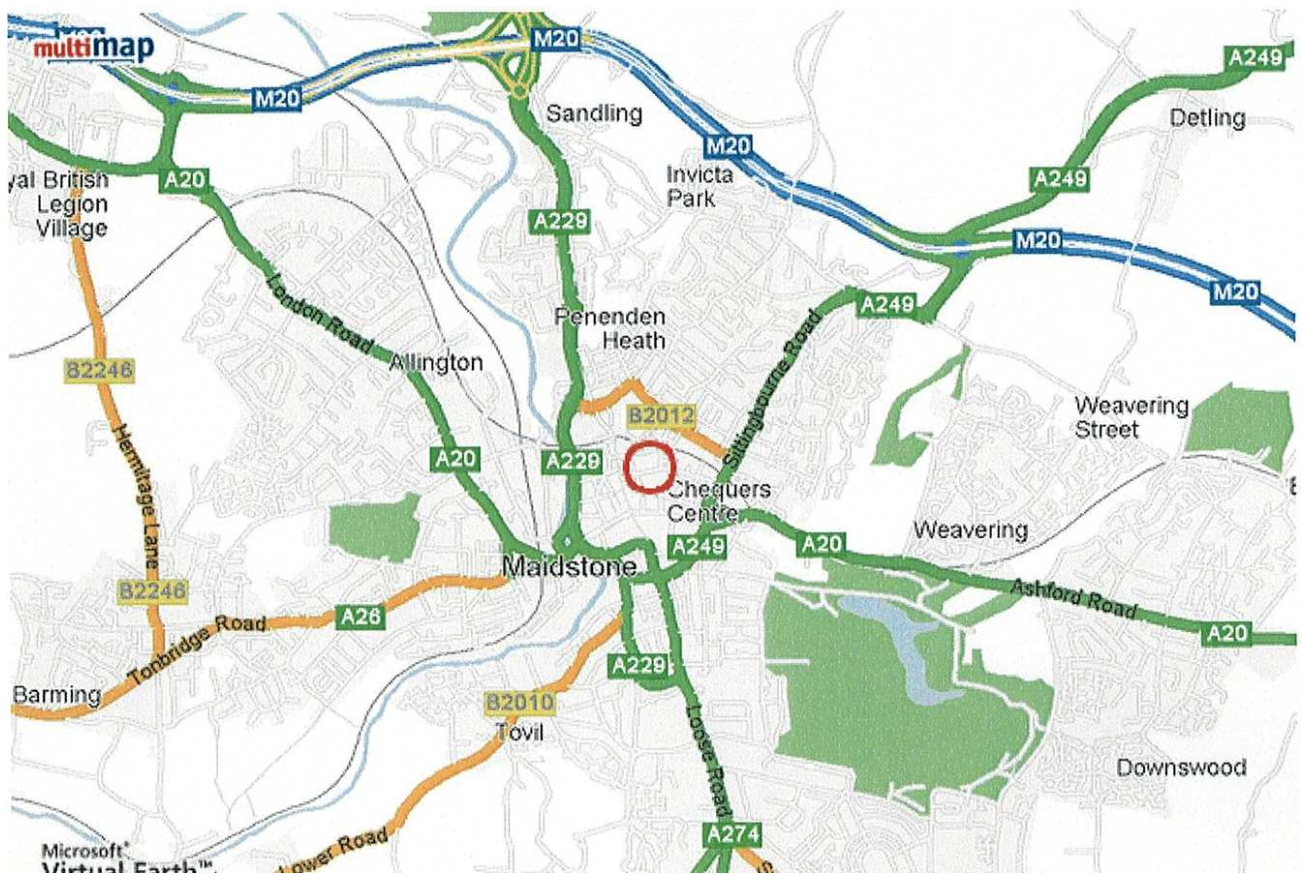 multimap
M20
A249
M20
Sandling
Detling
M20
yal British
Legion
Village
A20
Invicta
Park
A249
A229
M20
M20
A249
London Road
Penenden
Heath
Sittingbourne Road
B2246
Allington
B2012
Weavering
Street
Hermitage Lane
A20
A229
Chequers
Centre
Weavering
A249
A20
Maidstone
B2246
Ashford Road
A26
Tonbridge Road
A20
A229
Barming
B2010
Tovil
Loose Road
Downswood
A274
Lower Road
Microsoft®
Virtual Earth™